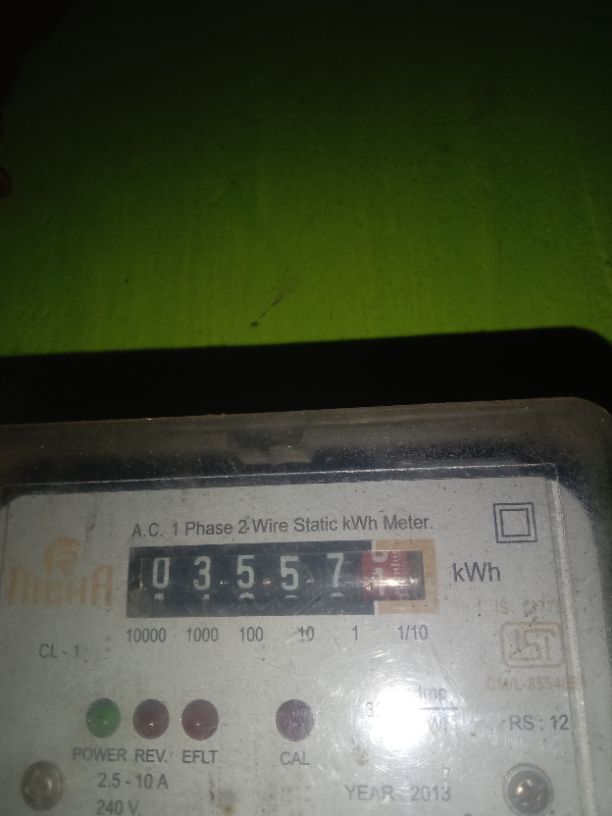 A.C. 1 Phase 2 Wire Static kWh Meter.
03557 kWh
10000 1000 100 10 1 1/10
CL - 1
POWER REV. EFLT CAL
RS : 12
2.5 - 10 A
YEAR : 2013
240 V.